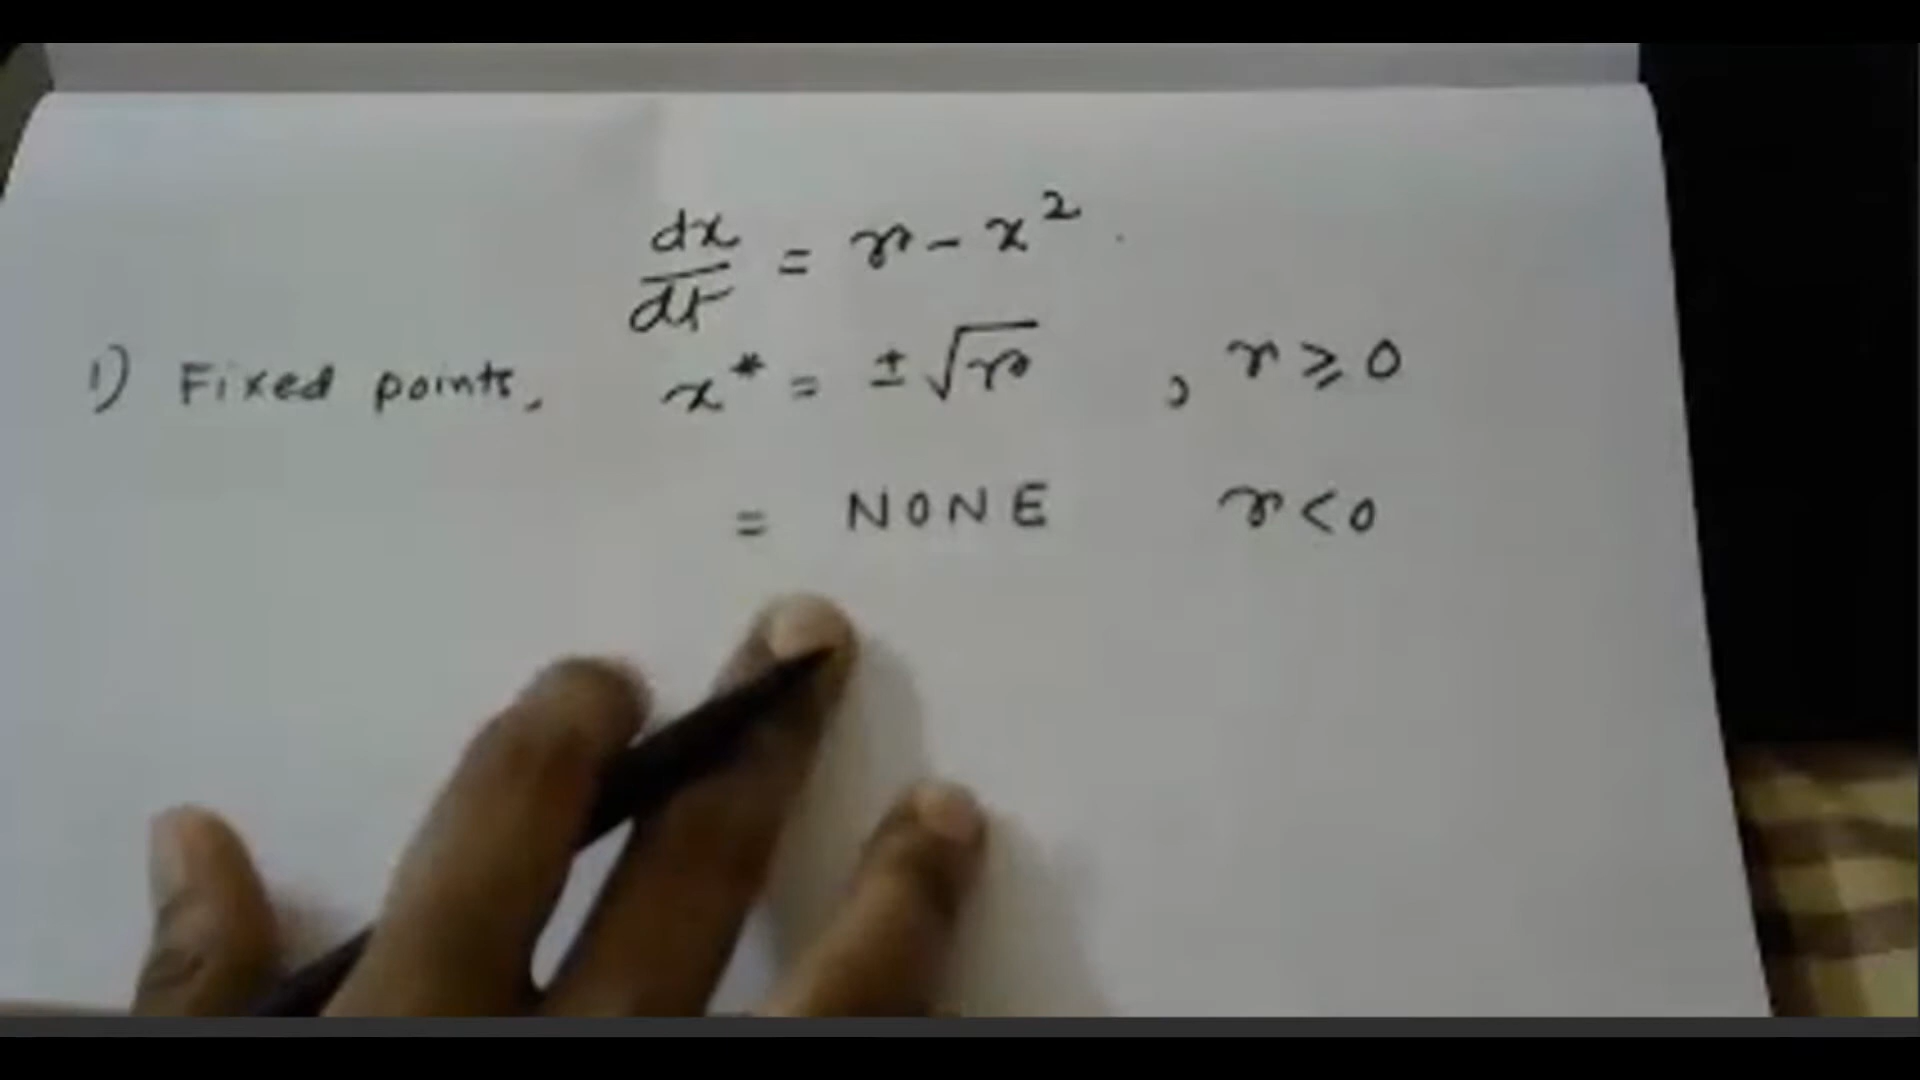 dx/dt = r - x²
1) Fixed points, x* = ±√r , r ≥ 0
= NONE r < 0